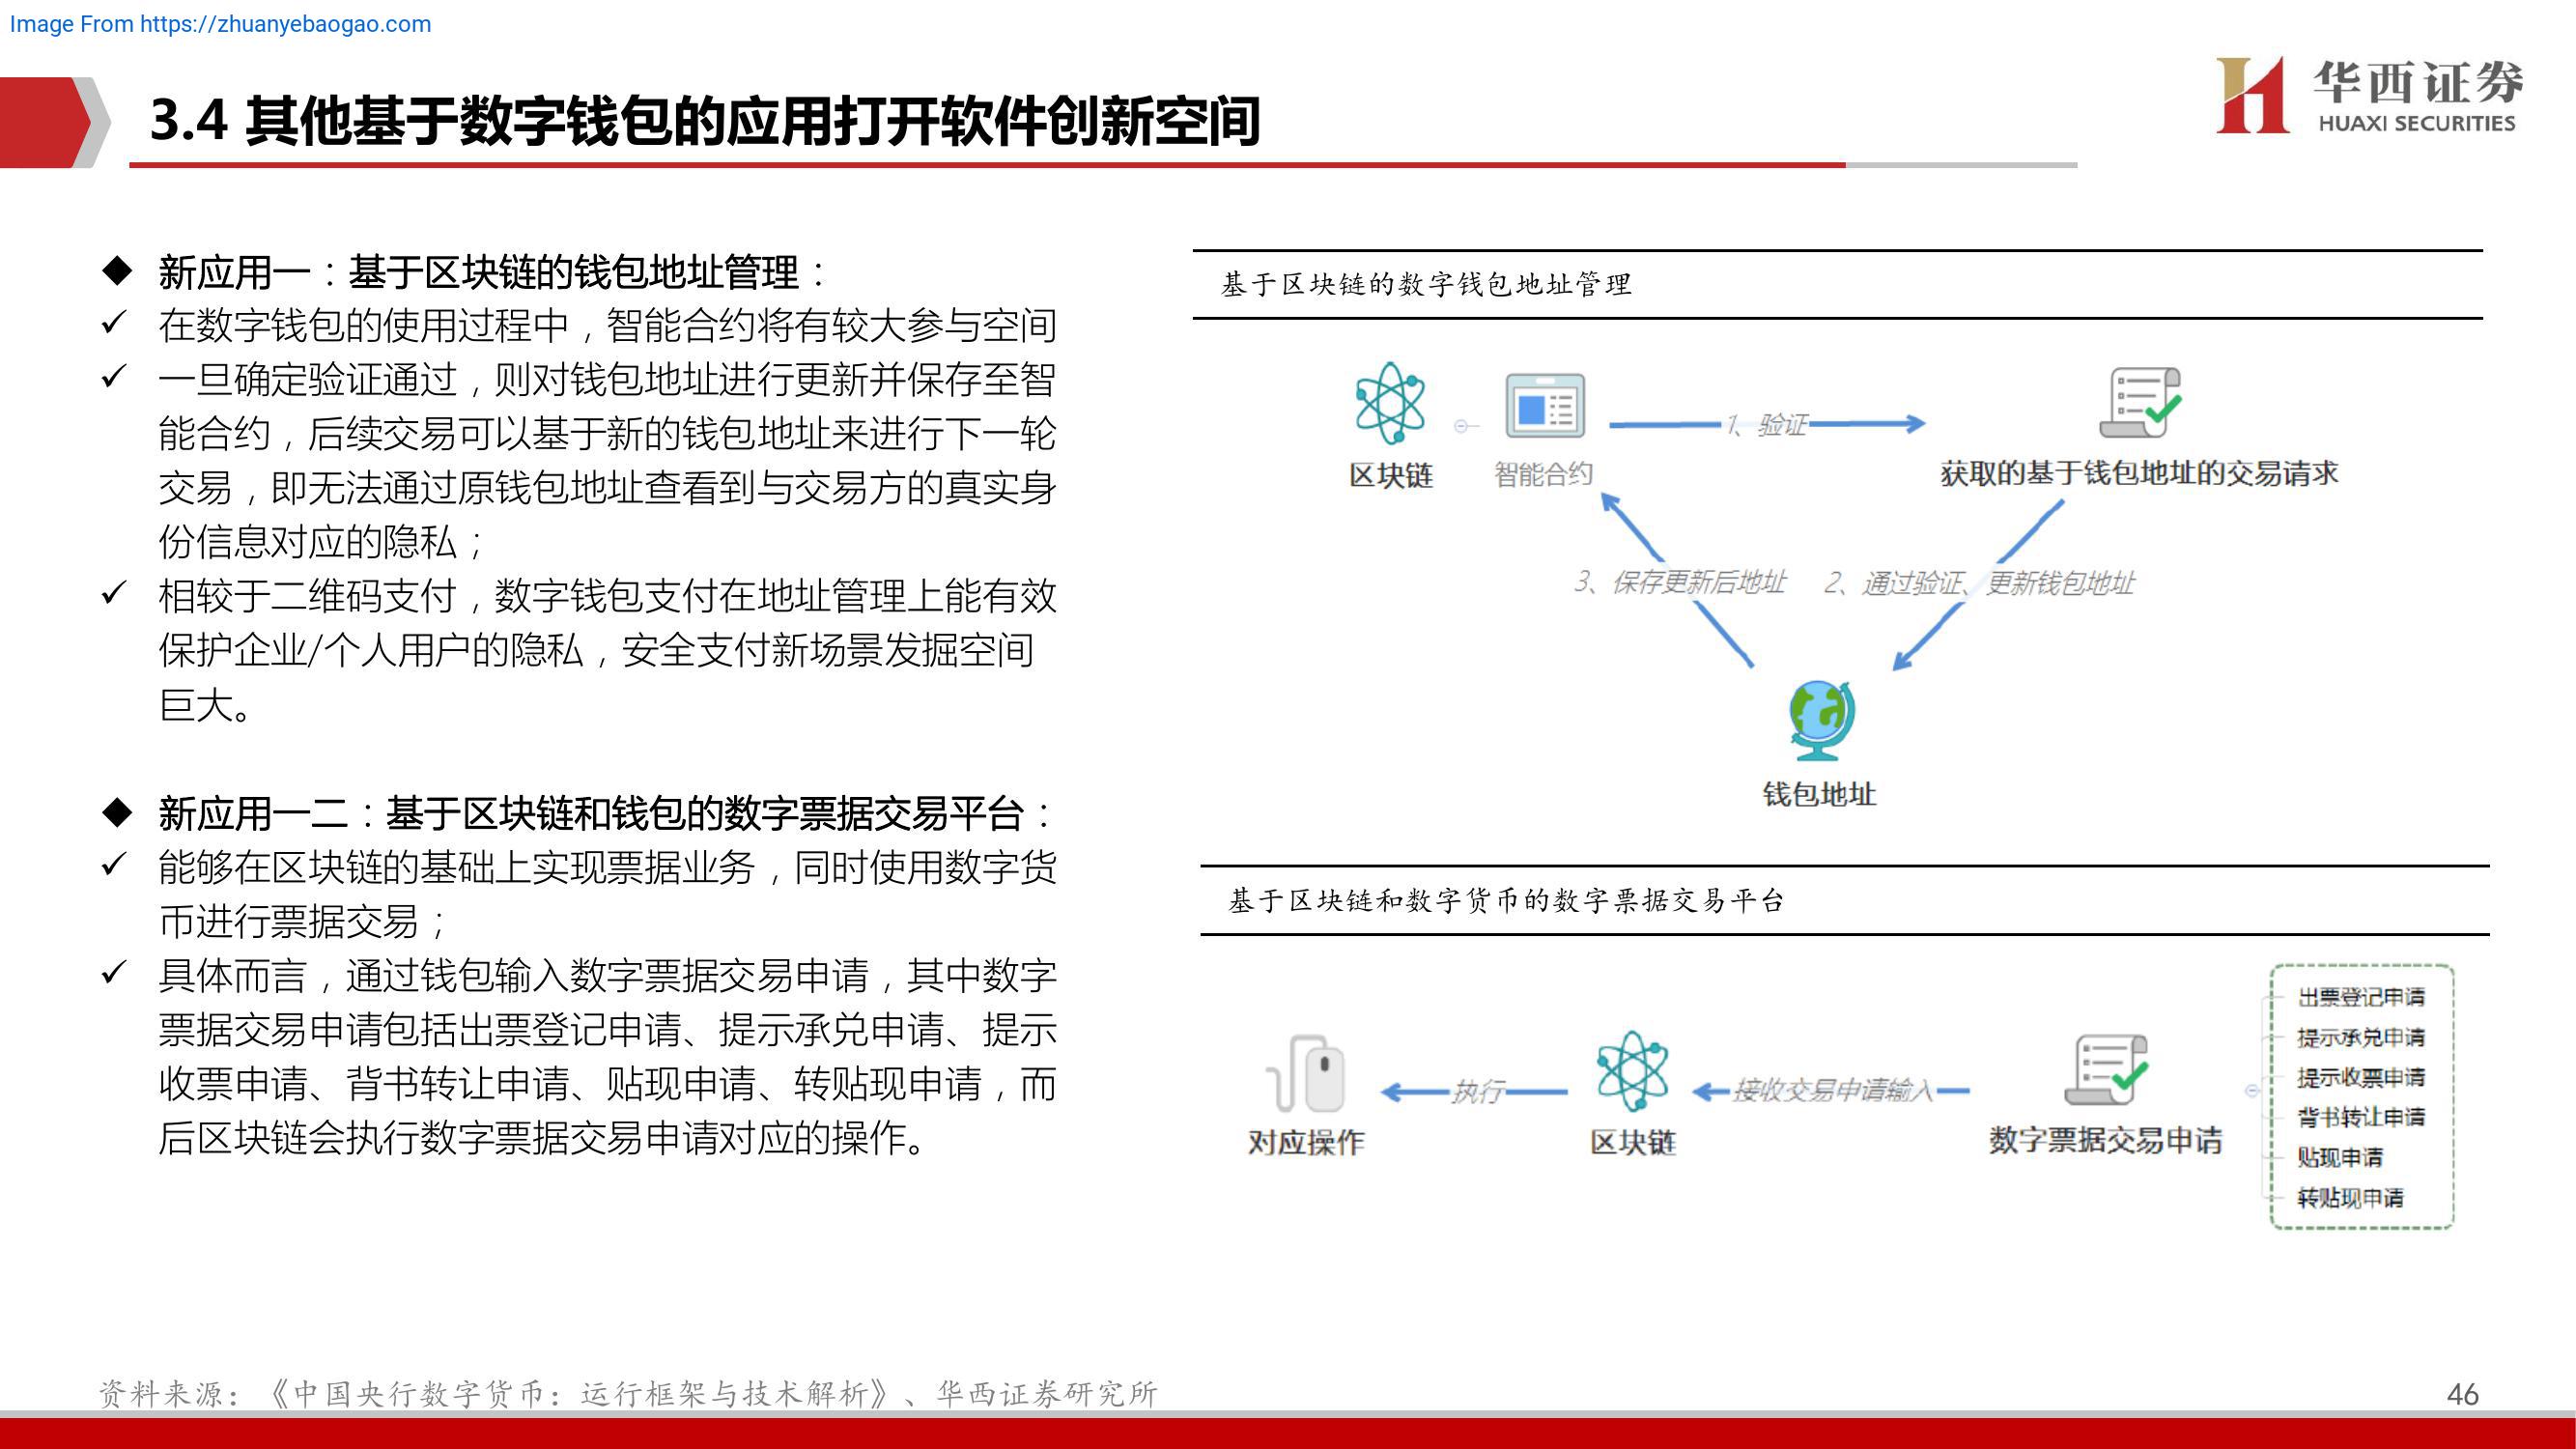 Image From https://zhuanyebaogao.com
华西证券
HUAXI SECURITIES
3.4 其他基于数字钱包的应用打开软件创新空间
新应用一：基于区块链的钱包地址管理：
在数字钱包的使用过程中，智能合约将有较大参与空间
一旦确定验证通过，则对钱包地址进行更新并保存至智
能合约，后续交易可以基于新的钱包地址来进行下一轮
交易，即无法通过原钱包地址查看到与交易方的真实身
份信息对应的隐私；
相较于二维码支付，数字钱包支付在地址管理上能有效
保护企业/个人用户的隐私，安全支付新场景发掘空间
巨大。
新应用一二：基于区块链和钱包的数字票据交易平台：
能够在区块链的基础上实现票据业务，同时使用数字货
币进行票据交易；
具体而言，通过钱包输入数字票据交易申请，其中数字
票据交易申请包括出票登记申请、提示承兑申请、提示
收票申请、背书转让申请、贴现申请、转贴现申请，而
后区块链会执行数字票据交易申请对应的操作。
基于区块链的数字钱包地址管理
1、验证
区块链
智能合约
获取的基于钱包地址的交易请求
3、保存更新后地址
2、通过验证、更新钱包地址
钱包地址
基于区块链和数字货币的数字票据交易平台
对应操作
执行
区块链
接收交易申请输入
数字票据交易申请
出票登记申请
提示承兑申请
提示收票申请
背书转让申请
贴现申请
转贴现申请
资料来源：《中国央行数字货币：运行框架与技术解析》、华西证券研究所
46